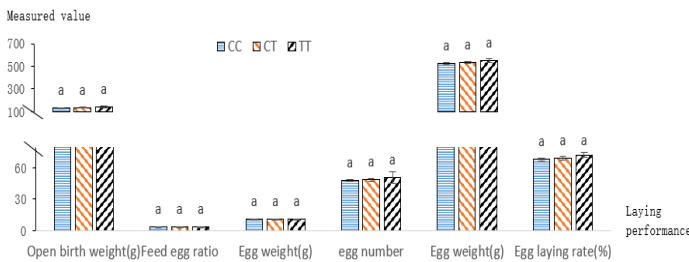 Measured value
700
500
300
100
60
30
0
CC CT TT
a a a
a a a
a a a
a a a
a a a
a a a
Open birth weight(g) Feed egg ratio Egg weight(g) egg number Egg weight(g) Egg laying rate(%)
Laying
performance